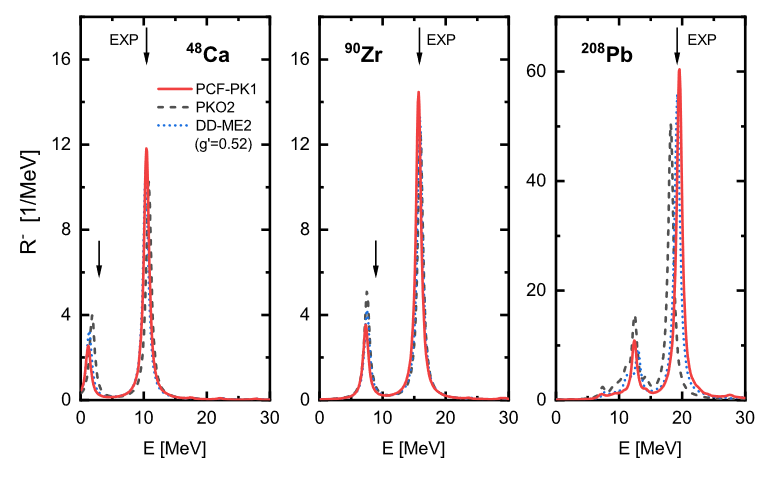 EXP
48Ca
PCF-PK1
PKO2
DD-ME2
(g'=0.52)
R- [1/MeV]
16
12
8
4
0
0
10
20
30
E [MeV]
90Zr
EXP
16
12
8
4
0
0
10
20
30
E [MeV]
208Pb
EXP
60
40
20
0
0
10
20
30
E [MeV]